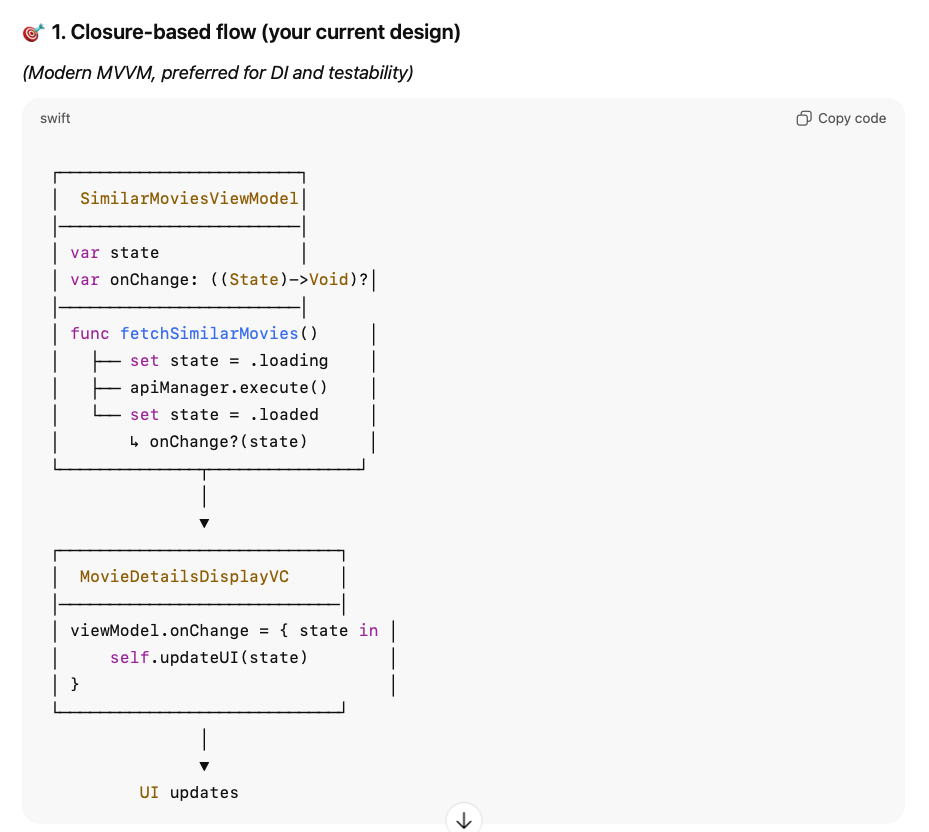 🎯 1. Closure-based flow (your current design)
(Modern MVVM, preferred for DI and testability)
swift
Copy code
SimilarMoviesViewModel
var state
var onChange: ((State)->Void)?
func fetchSimilarMovies()
├── set state = .loading
├── apiManager.execute()
└── set state = .loaded
↳ onChange?(state)
▼
MovieDetailsDisplayVC
viewModel.onChange = { state in
self.updateUI(state)
}
▼
UI updates